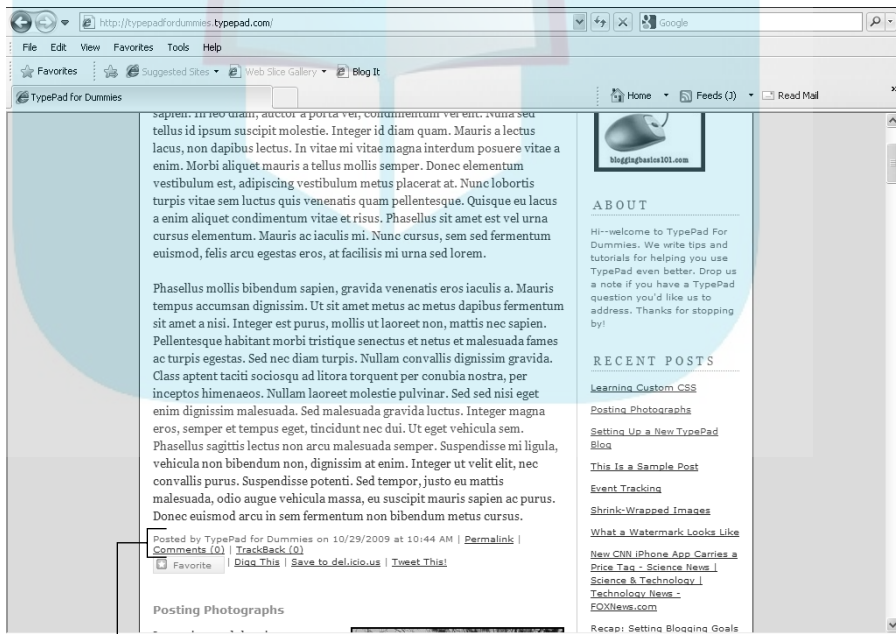 http://typepadfordummies.typepad.com/
Google
File Edit View Favorites Tools Help
Favorites Suggested Sites Web Slice Gallery Blog It
TypePad for Dummies
Home Feeds (J) Read Mail
sapien. In leo diam, auctor a porta vel, condimentum vel elit. Nulla sed
tellus id ipsum suscipit molestie. Integer id diam quam. Mauris a lectus
lacus, non dapibus lectus. In vitae mi vitae magna interdum posuere vitae a
enim. Morbi aliquet mauris a tellus mollis semper. Donec elementum
vestibulum est, adipiscing vestibulum metus placerat at. Nunc lobortis
turpis vitae sem luctus quis venenatis quam pellentesque. Quisque eu lacus
a enim aliquet condimentum vitae et risus. Phasellus sit amet est vel urna
cursus elementum. Mauris ac iaculis mi. Nunc cursus, sem sed fermentum
euismod, felis arcu egestas eros, at facilisis mi urna sed lorem.
Phasellus mollis bibendum sapien, gravida venenatis eros iaculis a. Mauris
tempus accumsan dignissim. Ut sit amet metus ac metus dapibus fermentum
sit amet a nisi. Integer est purus, mollis ut laoreet non, mattis nec sapien.
Pellentesque habitant morbi tristique senectus et netus et malesuada fames
ac turpis egestas. Sed nec diam turpis. Nullam convallis dignissim gravida.
Class aptent taciti sociosqu ad litora torquent per conubia nostra, per
inceptos himenaeos. Nullam laoreet molestie pulvinar. Sed sed nisi eget
enim dignissim malesuada. Sed malesuada gravida luctus. Integer magna
eros, semper et tempus eget, tincidunt nec dui. Ut eget vehicula sem.
Phasellus sagittis lectus non arcu malesuada semper. Suspendisse mi ligula,
vehicula non bibendum non, dignissim at enim. Integer ut velit elit, nec
convallis purus. Suspendisse potenti. Sed tempor, justo eu mattis
malesuada, odio augue vehicula massa, eu suscipit mauris sapien ac purus.
Donec euismod arcu in sem fermentum non bibendum metus cursus.
Posted by TypePad for Dummies on 10/29/2009 at 10:44 AM | Permalink |
Comments (0) | TrackBack (0)
Favorite | Digg This | Save to del.icio.us | Tweet This!
Posting Photographs
bloggingbasics101.com
ABOUT
Hi--welcome to TypePad For
Dummies. We write tips and
tutorials for helping you use
TypePad even better. Drop us
a note if you have a TypePad
question you'd like us to
address. Thanks for stopping
by!
RECENT POSTS
Learning Custom CSS
Posting Photographs
Setting Up a New TypePad
Blog
This Is a Sample Post
Event Tracking
Shrink-Wrapped Images
What a Watermark Looks Like
New CNN iPhone App Carries a
Price Tag - Science News |
Science & Technology |
Technology News -
FOXNews.com
Recap: Setting Blogging Goals